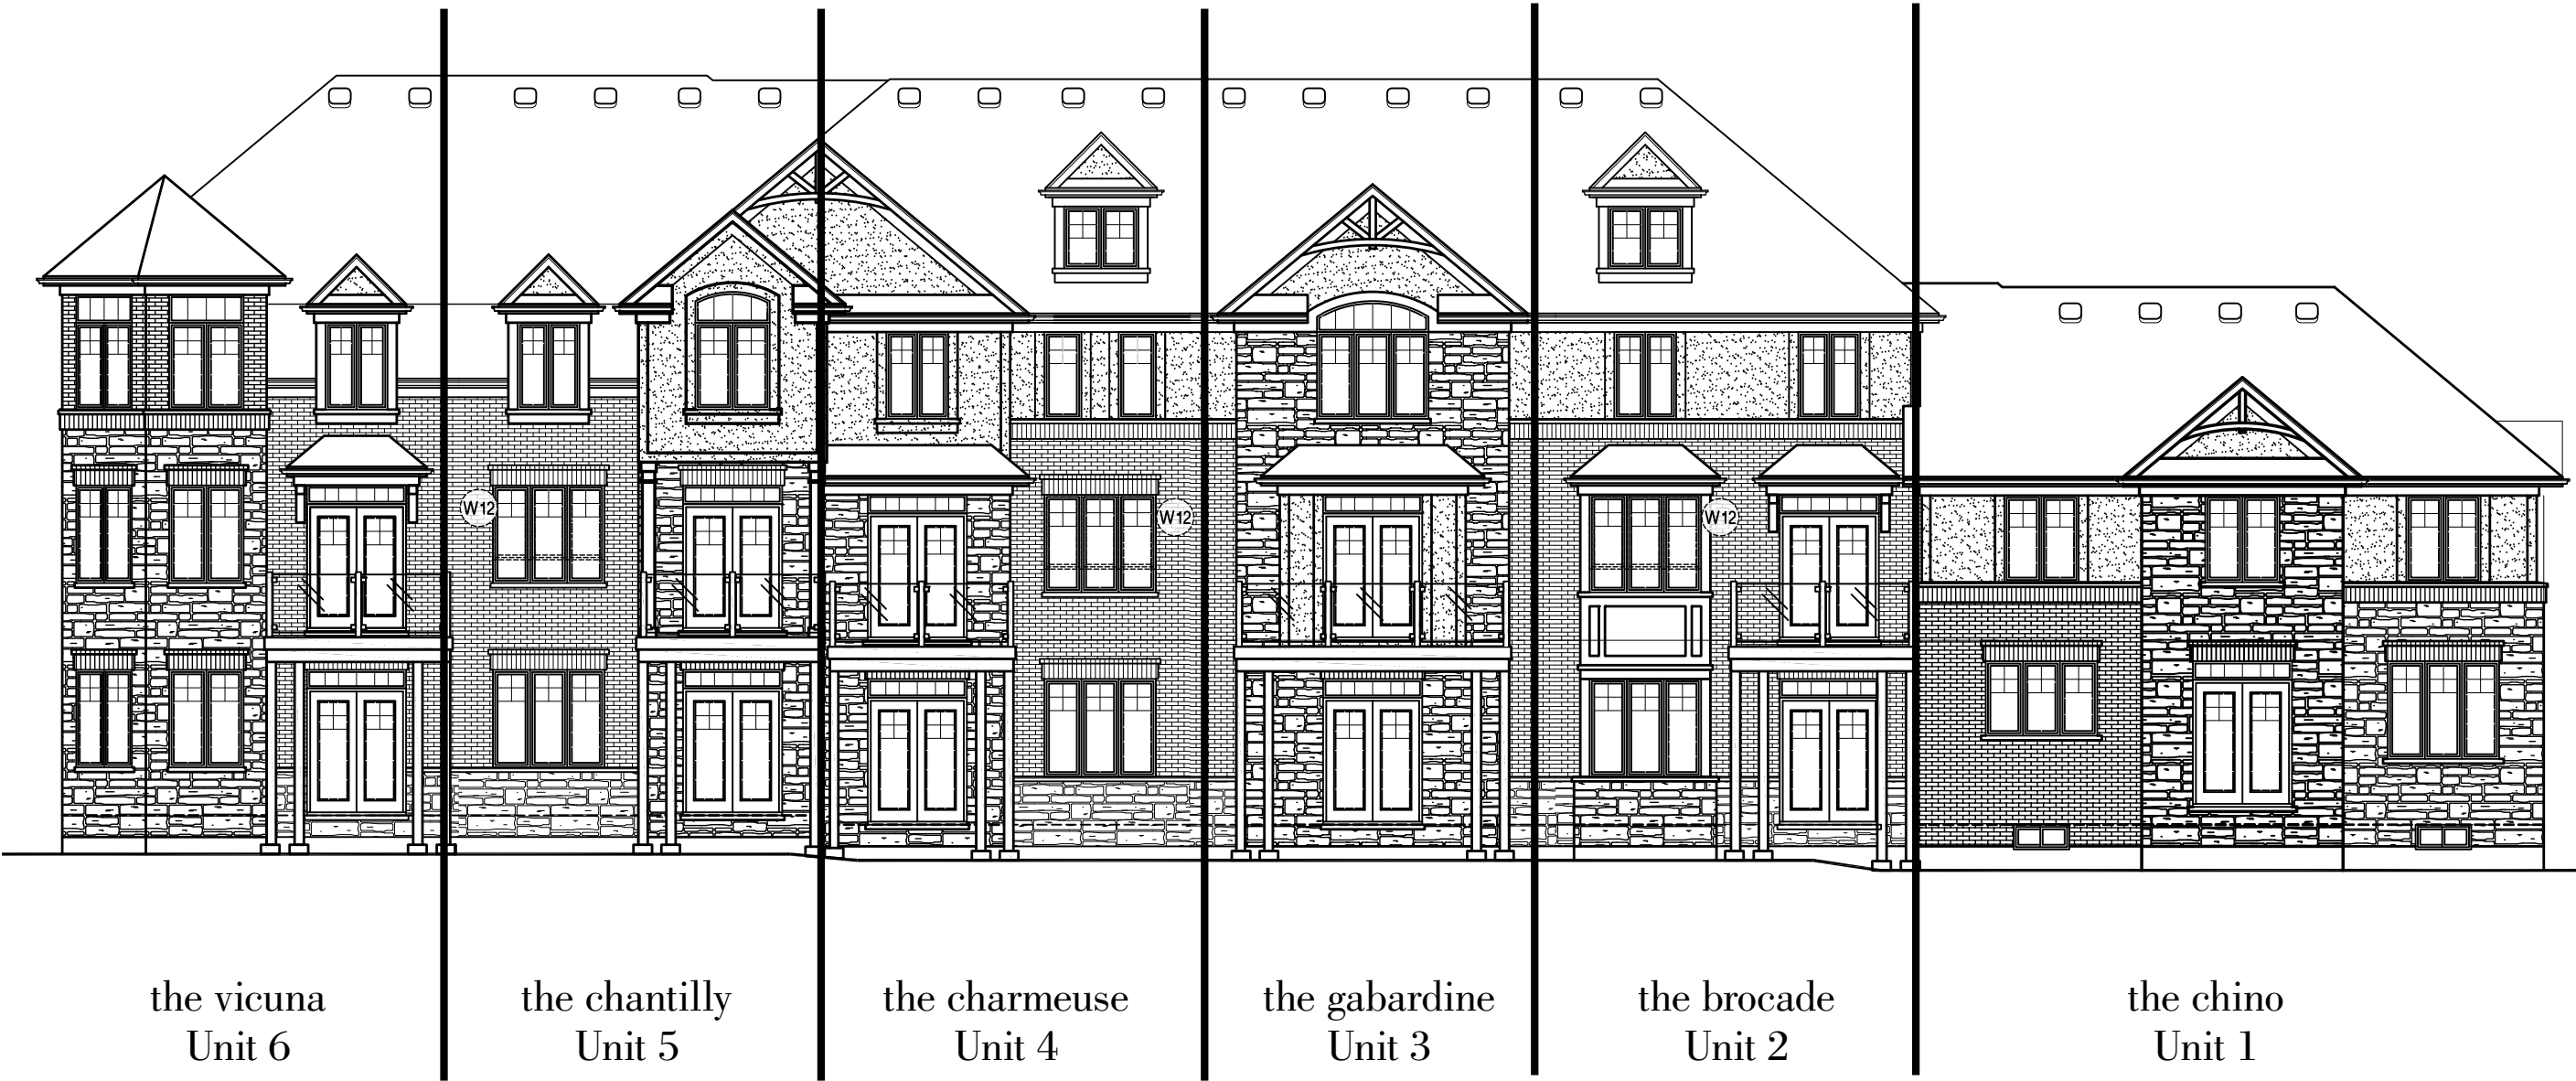 W12
W12
W12
the vicuna
Unit 6
the chantilly
Unit 5
the charmeuse
Unit 4
the gabardine
Unit 3
the brocade
Unit 2
the chino
Unit 1